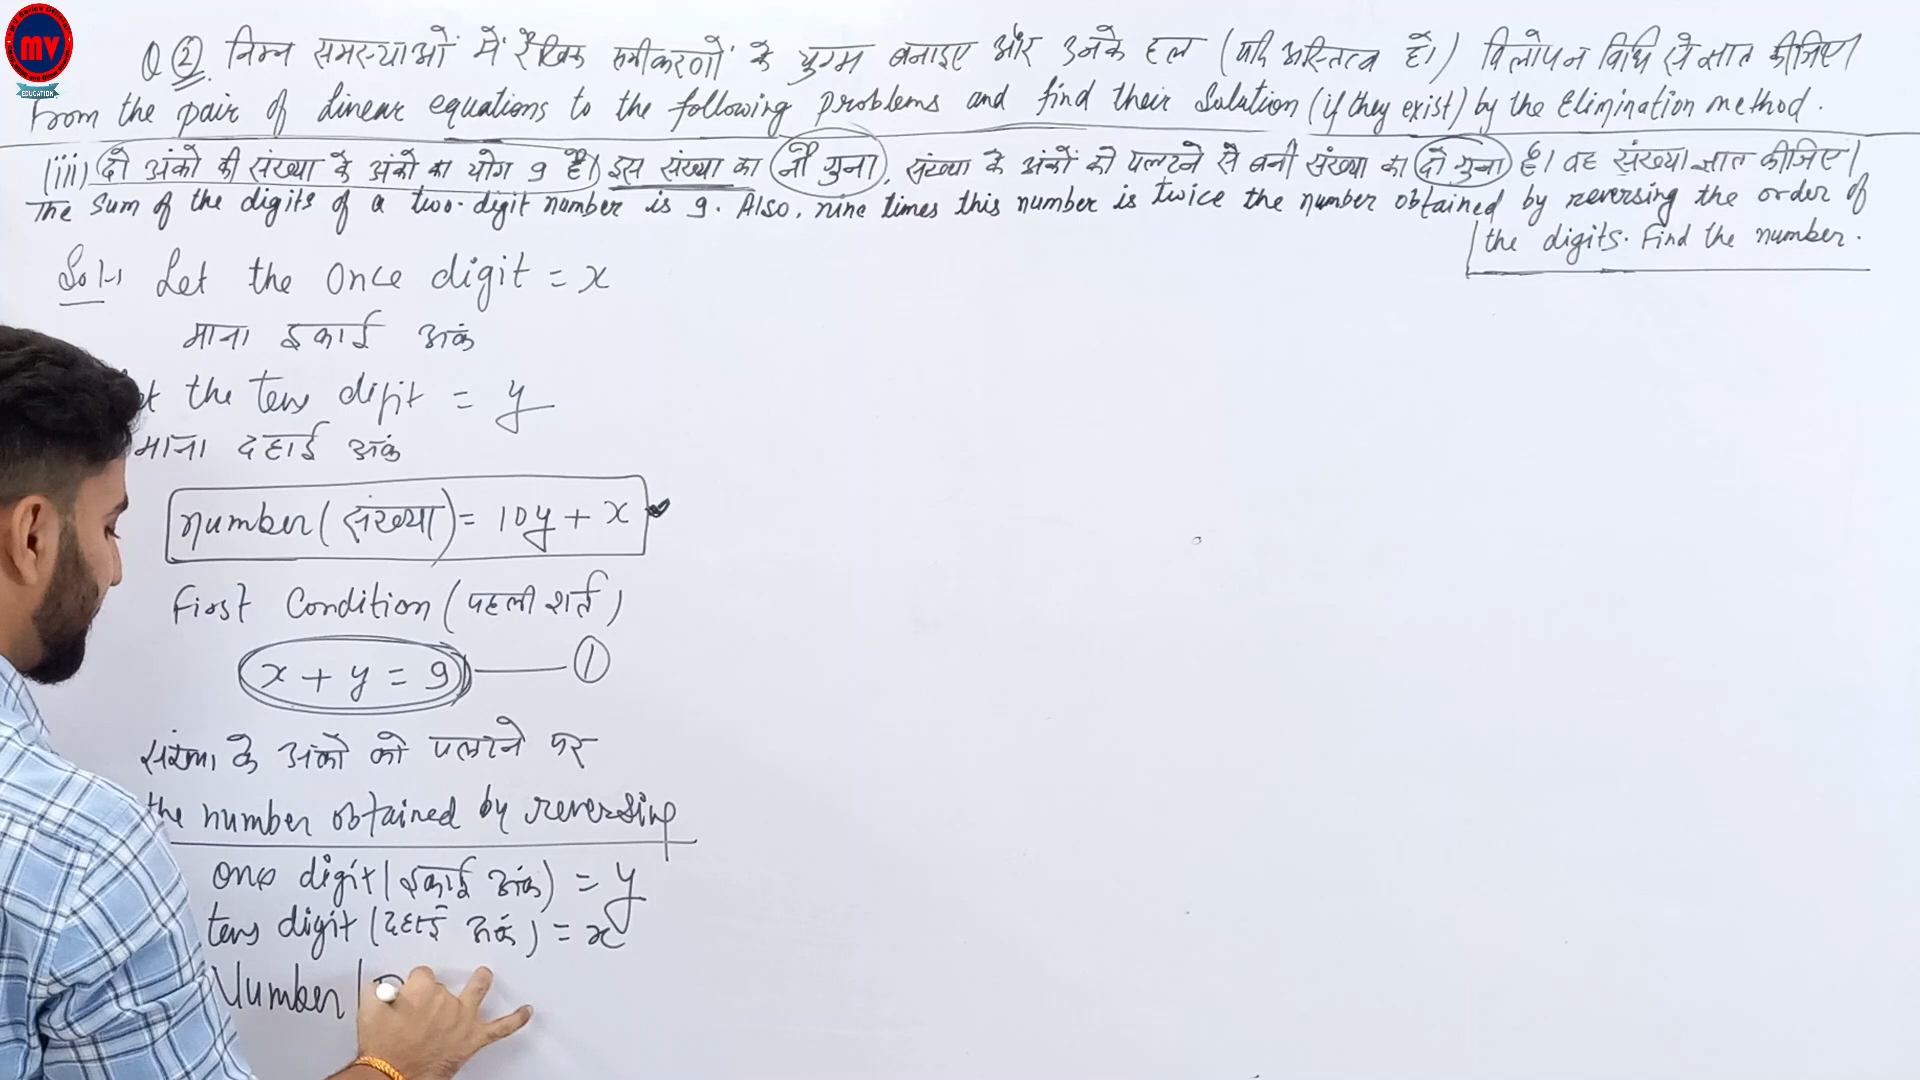 MV
EDUCATION
Q ② निम्न समस्याओं में रैखिक समीकरणों के युग्म बनाइए और उनके हल (यदि अस्तित्व हो) विलोपन विधि से ज्ञात कीजिए।
From the pair of Linear equations to the following problems and find their Solution (if they exist) by the Elimination method.
(iii) दो अंको की संख्या के अंको का योग 9 है। इस संख्या का नौ गुना, संख्या के अंकों को पलटने से बनी संख्या का दो गुना है। वह संख्या ज्ञात कीजिए।
The Sum of the digits of a two-digit number is 9. Also, nine times this number is twice the number obtained by reversing the order of
the digits. Find the number.
Sol:- Let the Once digit = x
माना इकाई अंक
the tens digit = y
माना दहाई अंक
number (संख्या) = 10y + x
First Condition (पहली शर्त)
x + y = 9 —— ①
संख्या के अंको को पलटने पर
the number obtained by reversing
Once digit (इकाई अंक) = y
tens digit (दहाई अंक) = x
Number